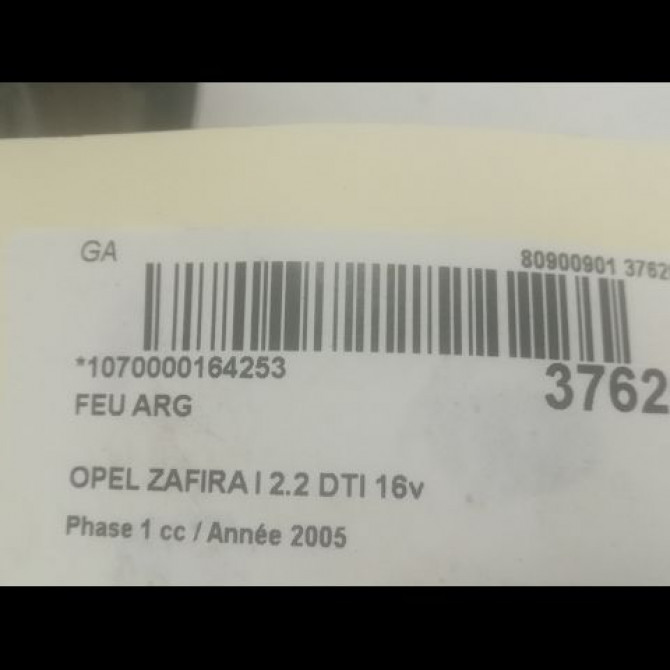 GA
80900901 3762
*1070000164253
3762
FEU ARG
OPEL ZAFIRA I 2.2 DTI 16v
Phase 1 cc / Année 2005